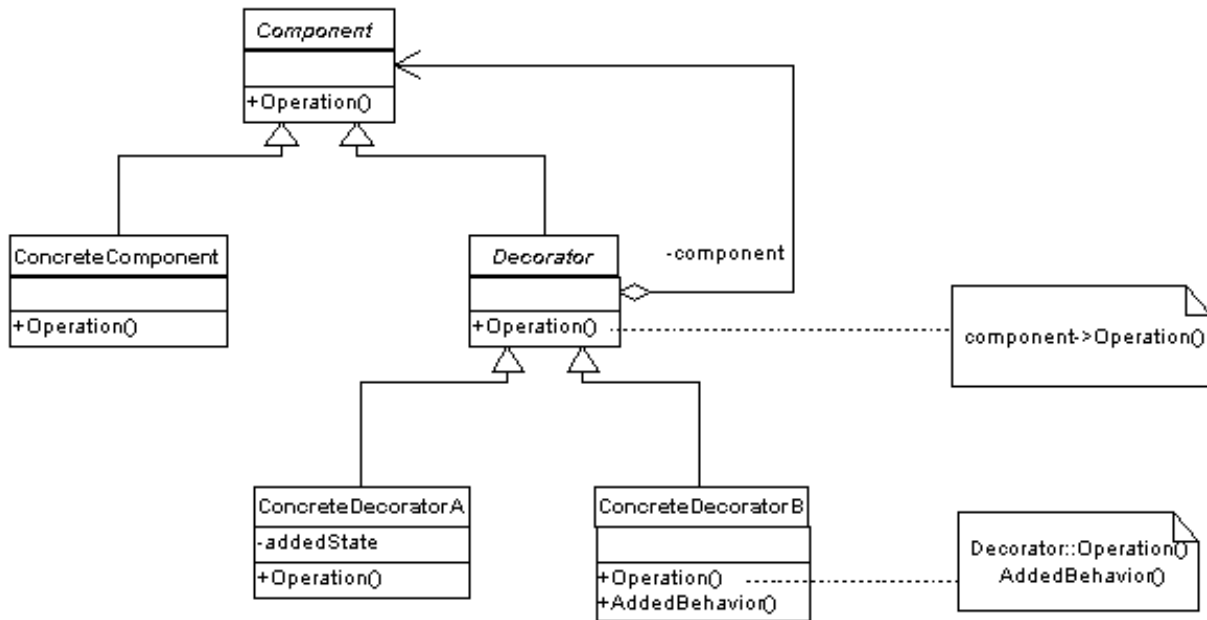 Component
+Operation()
ConcreteComponent
+Operation()
Decorator
+Operation()
-component
component->Operation()
ConcreteDecoratorA
-addedState
+Operation()
ConcreteDecoratorB
+Operation()
+AddedBehavior()
Decorator::Operation()
AddedBehavior()